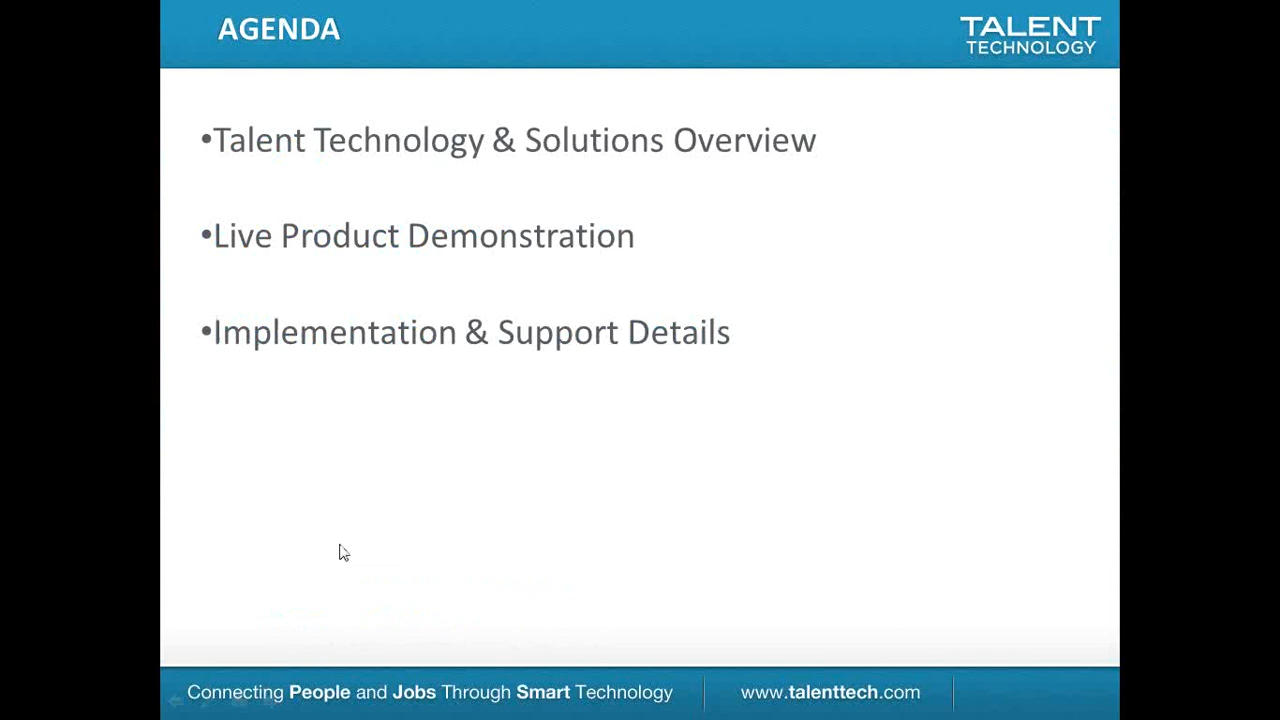 AGENDA
TALENT
TECHNOLOGY
•Talent Technology & Solutions Overview
•Live Product Demonstration
•Implementation & Support Details
Connecting People and Jobs Through Smart Technology
www.talenttech.com